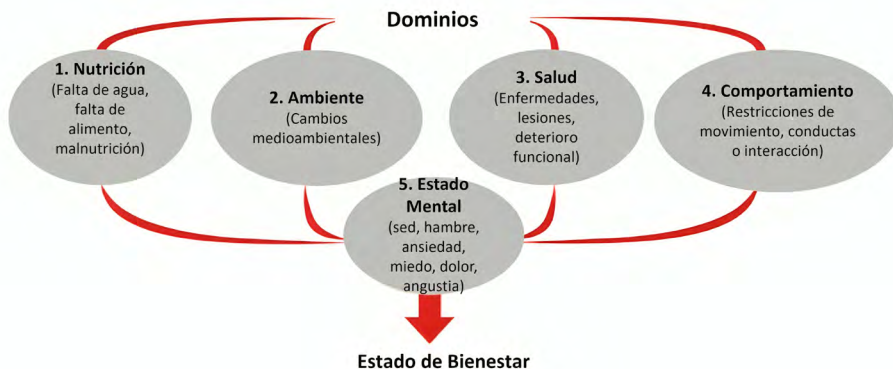 Dominios
1. Nutrición
(Falta de agua,
falta de
alimento,
malnutrición)
2. Ambiente
(Cambios
medioambientales)
3. Salud
(Enfermedades,
lesiones,
deterioro
funcional)
4. Comportamiento
(Restricciones de
movimiento, conductas
o interacción)
5. Estado
Mental
(sed, hambre,
ansiedad,
miedo, dolor,
angustia)
Estado de Bienestar